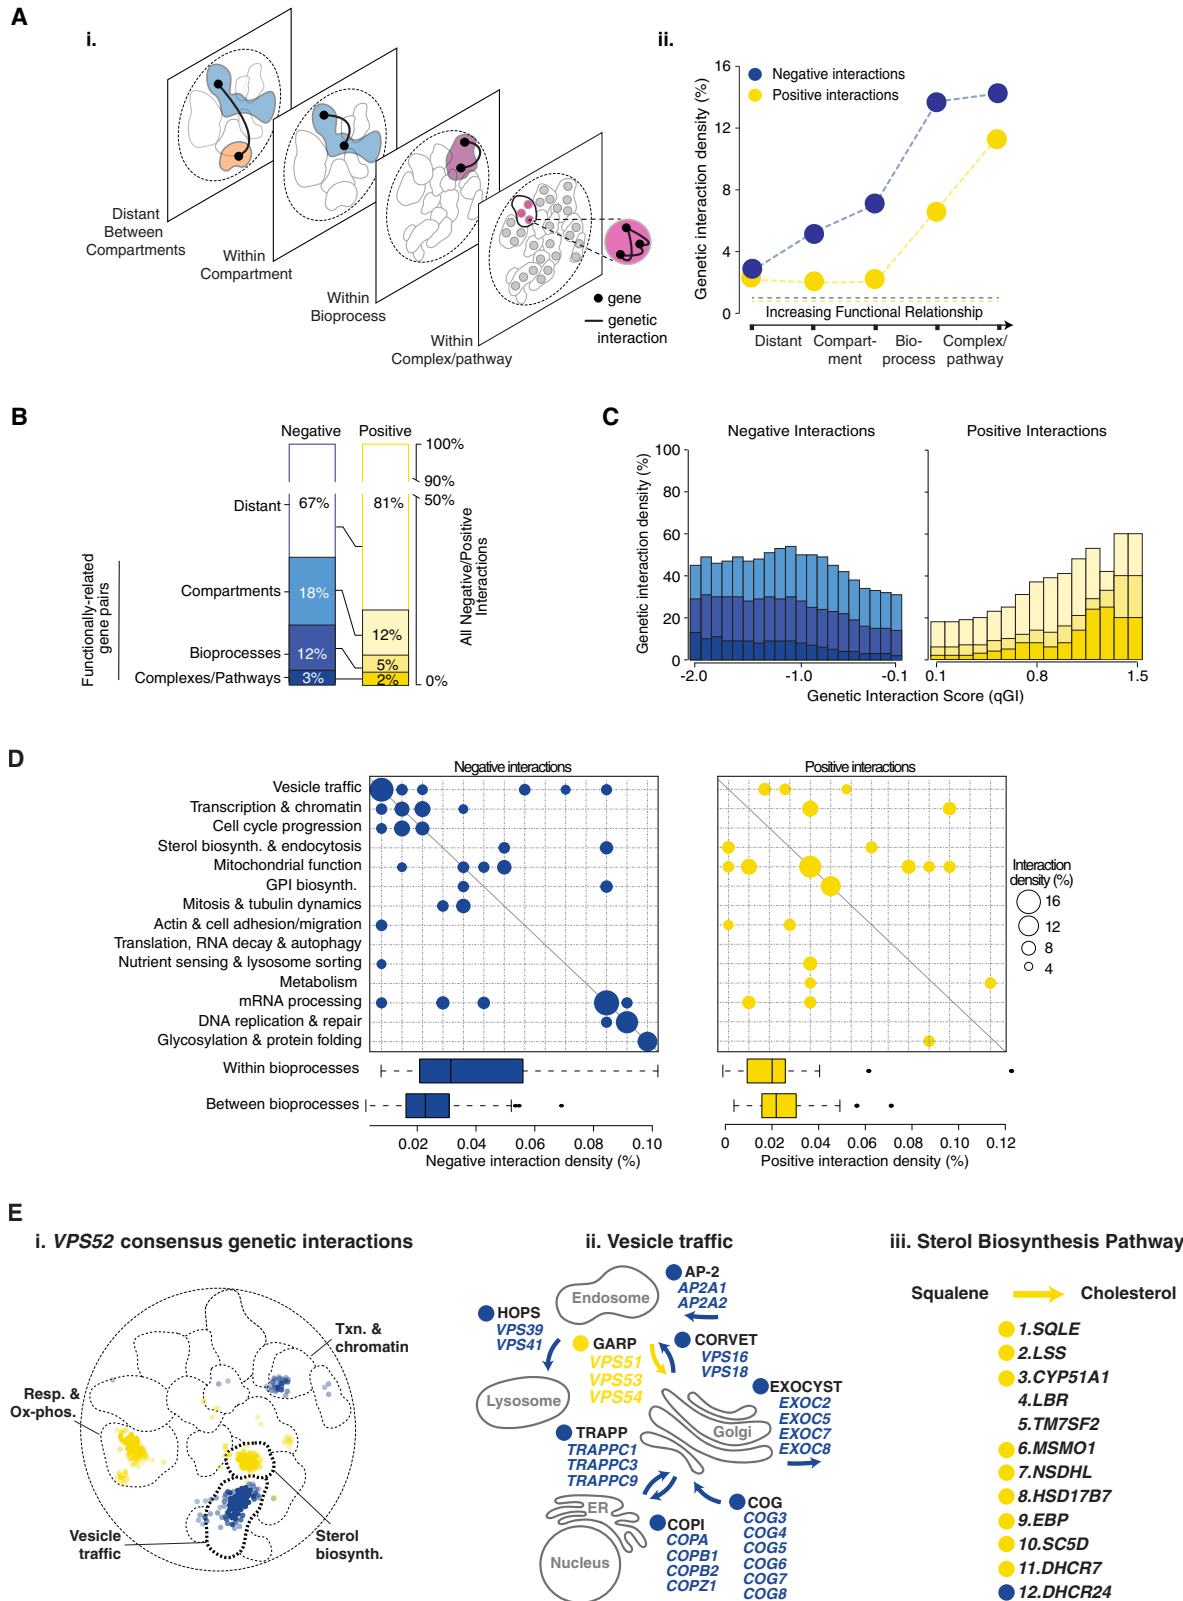 A
i.
Distant
Between
Compartments
Within
Compartment
Within
Bioprocess
Within
Complex/pathway
gene
genetic
interaction
ii.
Genetic interaction density (%)
16
12
8
4
0
Negative interactions
Positive interactions
Increasing Functional Relationship
Distant
Compart-
ment
Bio-
process
Complex/
pathway
B
Negative
Positive
100%
90%
50%
0%
All Negative/Positive
Interactions
Functionally-related
gene pairs
Distant
67%
81%
Compartments
18%
12%
Bioprocesses
12%
5%
Complexes/Pathways
3%
2%
C
Negative Interactions
Positive Interactions
Genetic interaction density (%)
100
80
60
40
20
0
-2.0
-1.0
-0.1
0.1
0.8
1.5
Genetic Interaction Score (qGI)
D
Negative interactions
Positive interactions
Vesicle traffic
Transcription & chromatin
Cell cycle progression
Sterol biosynth. & endocytosis
Mitochondrial function
GPI biosynth.
Mitosis & tubulin dynamics
Actin & cell adhesion/migration
Translation, RNA decay & autophagy
Nutrient sensing & lysosome sorting
Metabolism
mRNA processing
DNA replication & repair
Glycosylation & protein folding
Within bioprocesses
Between bioprocesses
0.02 0.04 0.06 0.08 0.10
Negative interaction density (%)
0 0.02 0.04 0.06 0.08 0.10 0.12
Positive interaction density (%)
Interaction
density (%)
16
12
8
4
E
i. VPS52 consensus genetic interactions
Txn. &
chromatin
Resp. &
Ox-phos.
Vesicle
traffic
Sterol
biosynth.
ii. Vesicle traffic
AP-2
AP2A1
AP2A2
Endosome
HOPS
VPS39
VPS41
GARP
VPS51
VPS53
VPS54
CORVET
VPS16
VPS18
Lysosome
EXOCYST
EXOC2
EXOC5
EXOC7
EXOC8
Golgi
TRAPP
TRAPPC1
TRAPPC3
TRAPPC9
ER
Nucleus
COPI
COPA
COPB1
COPB2
COPZ1
COG
COG3
COG4
COG5
COG6
COG7
COG8
iii. Sterol Biosynthesis Pathway
Squalene
Cholesterol
1.SQLE
2.LSS
3.CYP51A1
4.LBR
5.TM7SF2
6.MSMO1
7.NSDHL
8.HSD17B7
9.EBP
10.SC5D
11.DHCR7
12.DHCR24